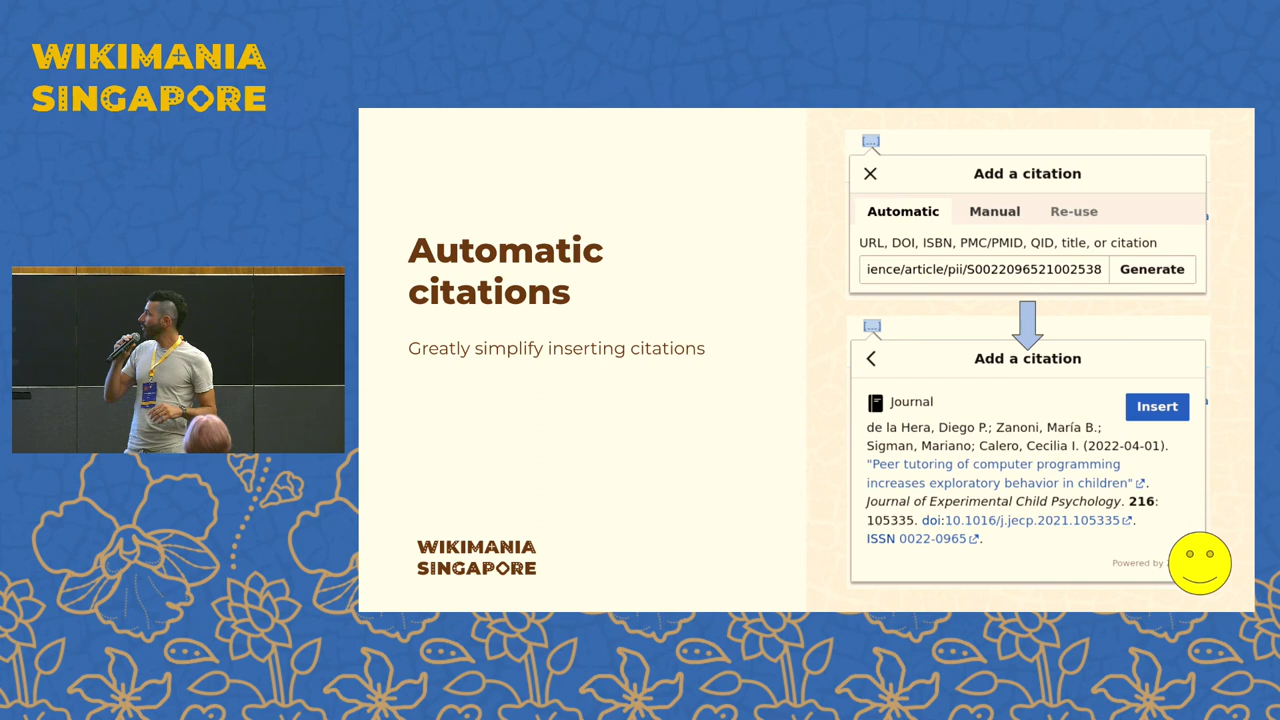 WIKIMANIA
SINGAPORE
Automatic
citations
Greatly simplify inserting citations
WIKIMANIA
SINGAPORE
Add a citation
Automatic Manual Re-use
URL, DOI, ISBN, PMC/PMID, QID, title, or citation
ience/article/pii/S0022096521002538 Generate
Add a citation
Journal
Insert
de la Hera, Diego P.; Zanoni, María B.;
Sigman, Mariano; Calero, Cecilia I. (2022-04-01).
"Peer tutoring of computer programming
increases exploratory behavior in children".
Journal of Experimental Child Psychology. 216:
105335. doi:10.1016/j.jecp.2021.105335.
ISSN 0022-0965.
Powered by